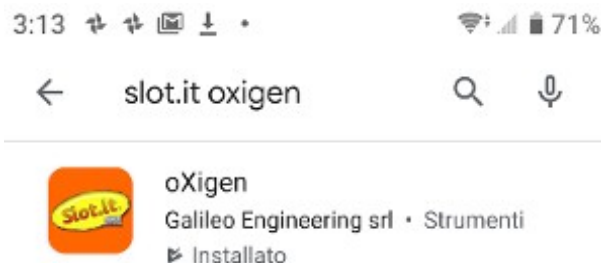 3:13 71%
slot.it oxigen
Slot.it
oXigen
Galileo Engineering srl • Strumenti
Installato